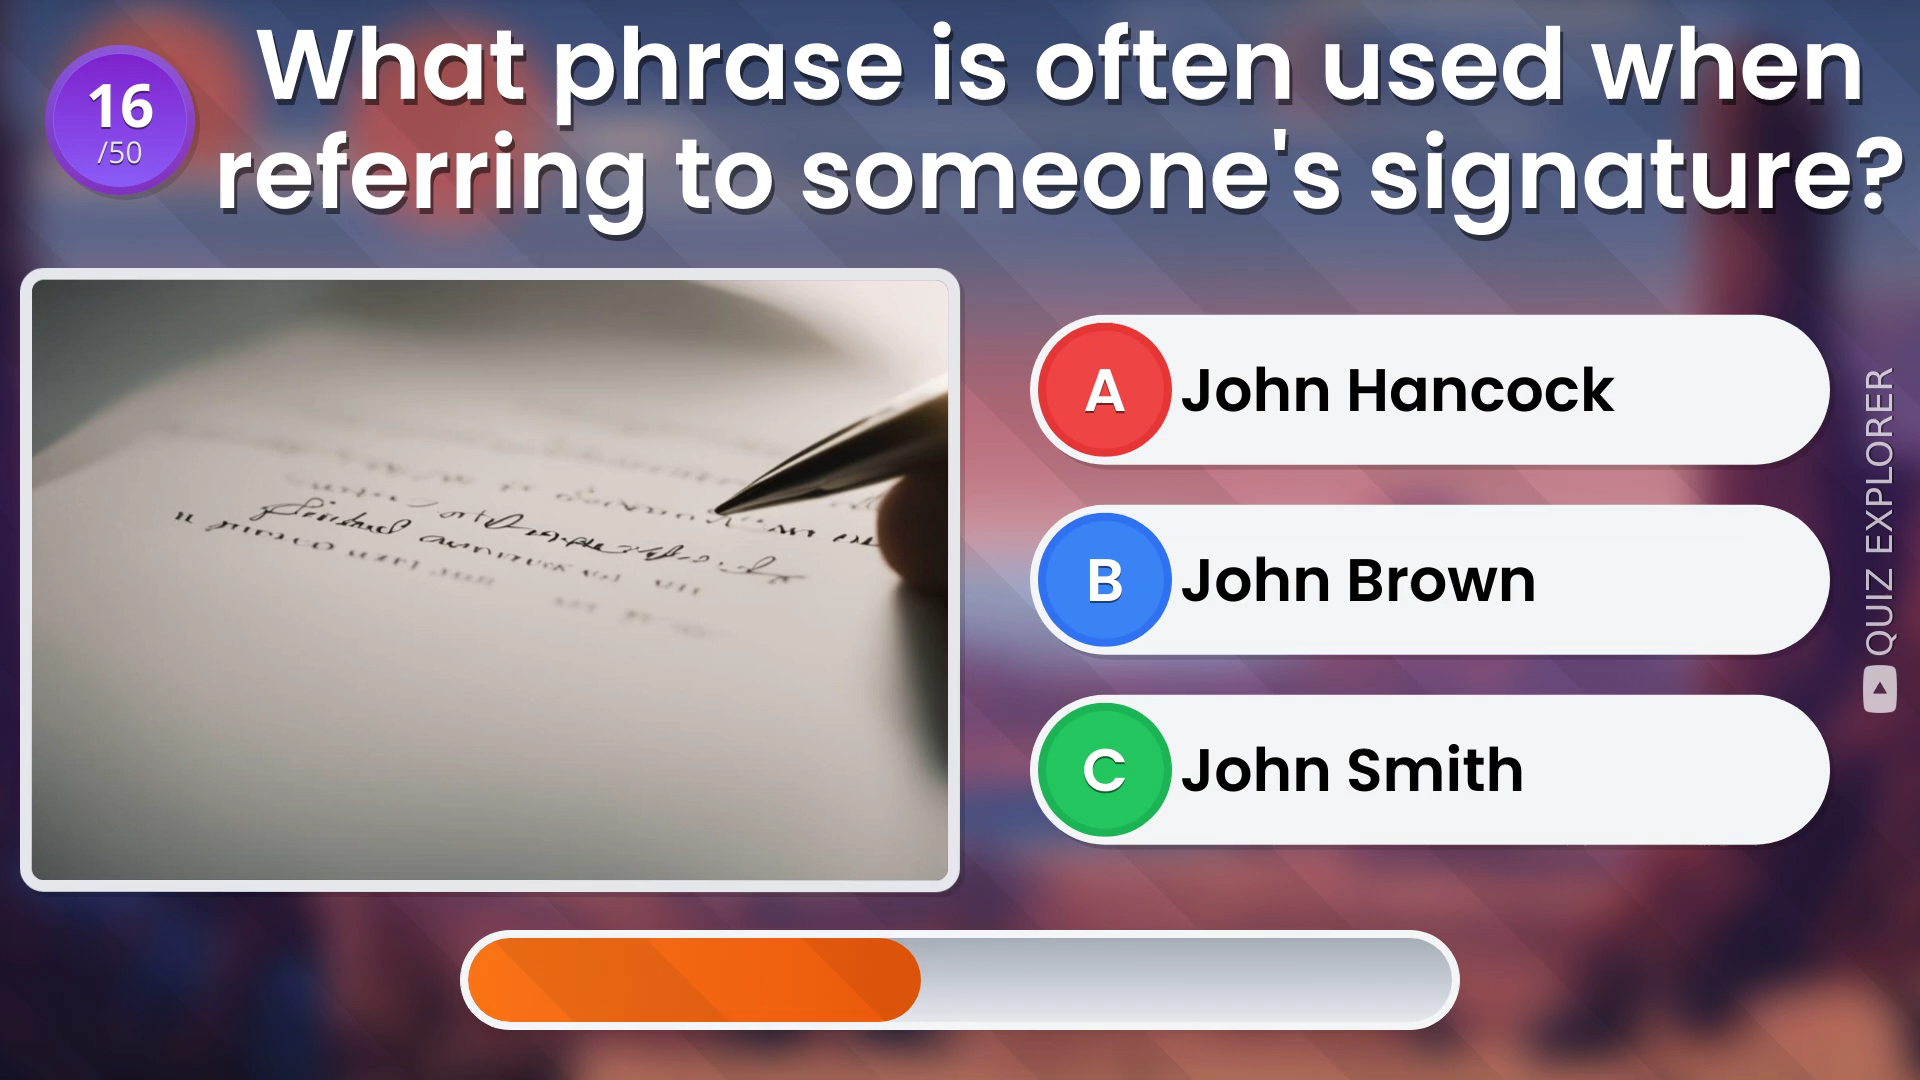 What phrase is often used when
referring to someone's signature?
16
/50
A John Hancock
B John Brown
C John Smith
QUIZ EXPLORER